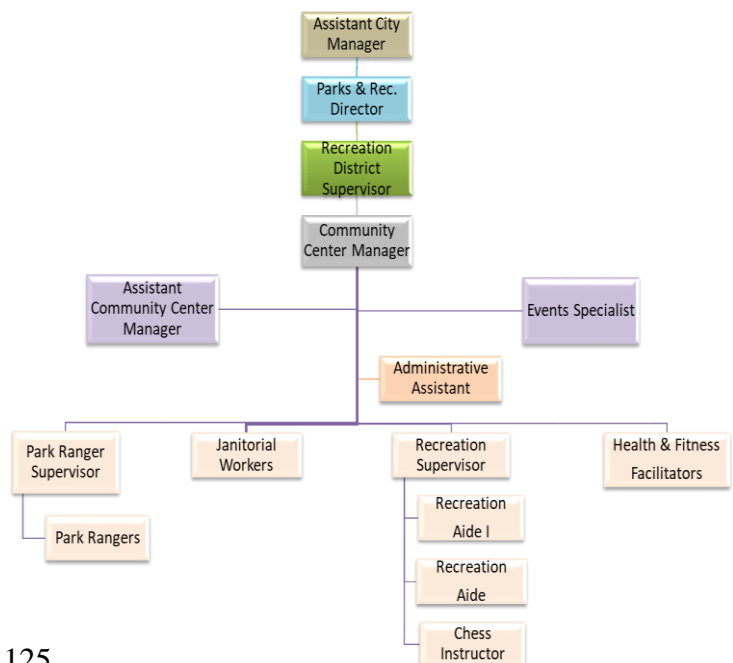 Assistant City
Manager
Parks & Rec.
Director
Recreation
District
Supervisor
Community
Center Manager
Assistant
Community Center
Manager
Events Specialist
Administrative
Assistant
Park Ranger
Supervisor
Janitorial
Workers
Recreation
Supervisor
Health & Fitness
Facilitators
Park Rangers
Recreation
Aide I
Recreation
Aide
Chess
Instructor
125